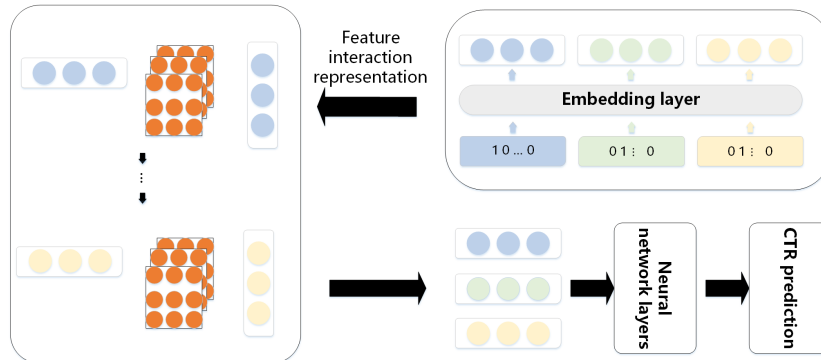 Feature
interaction
representation
Embedding layer
1 0 ... 0
0 1 ⋮ 0
0 1 ⋮ 0
⋮
Neural
network layers
CTR prediction